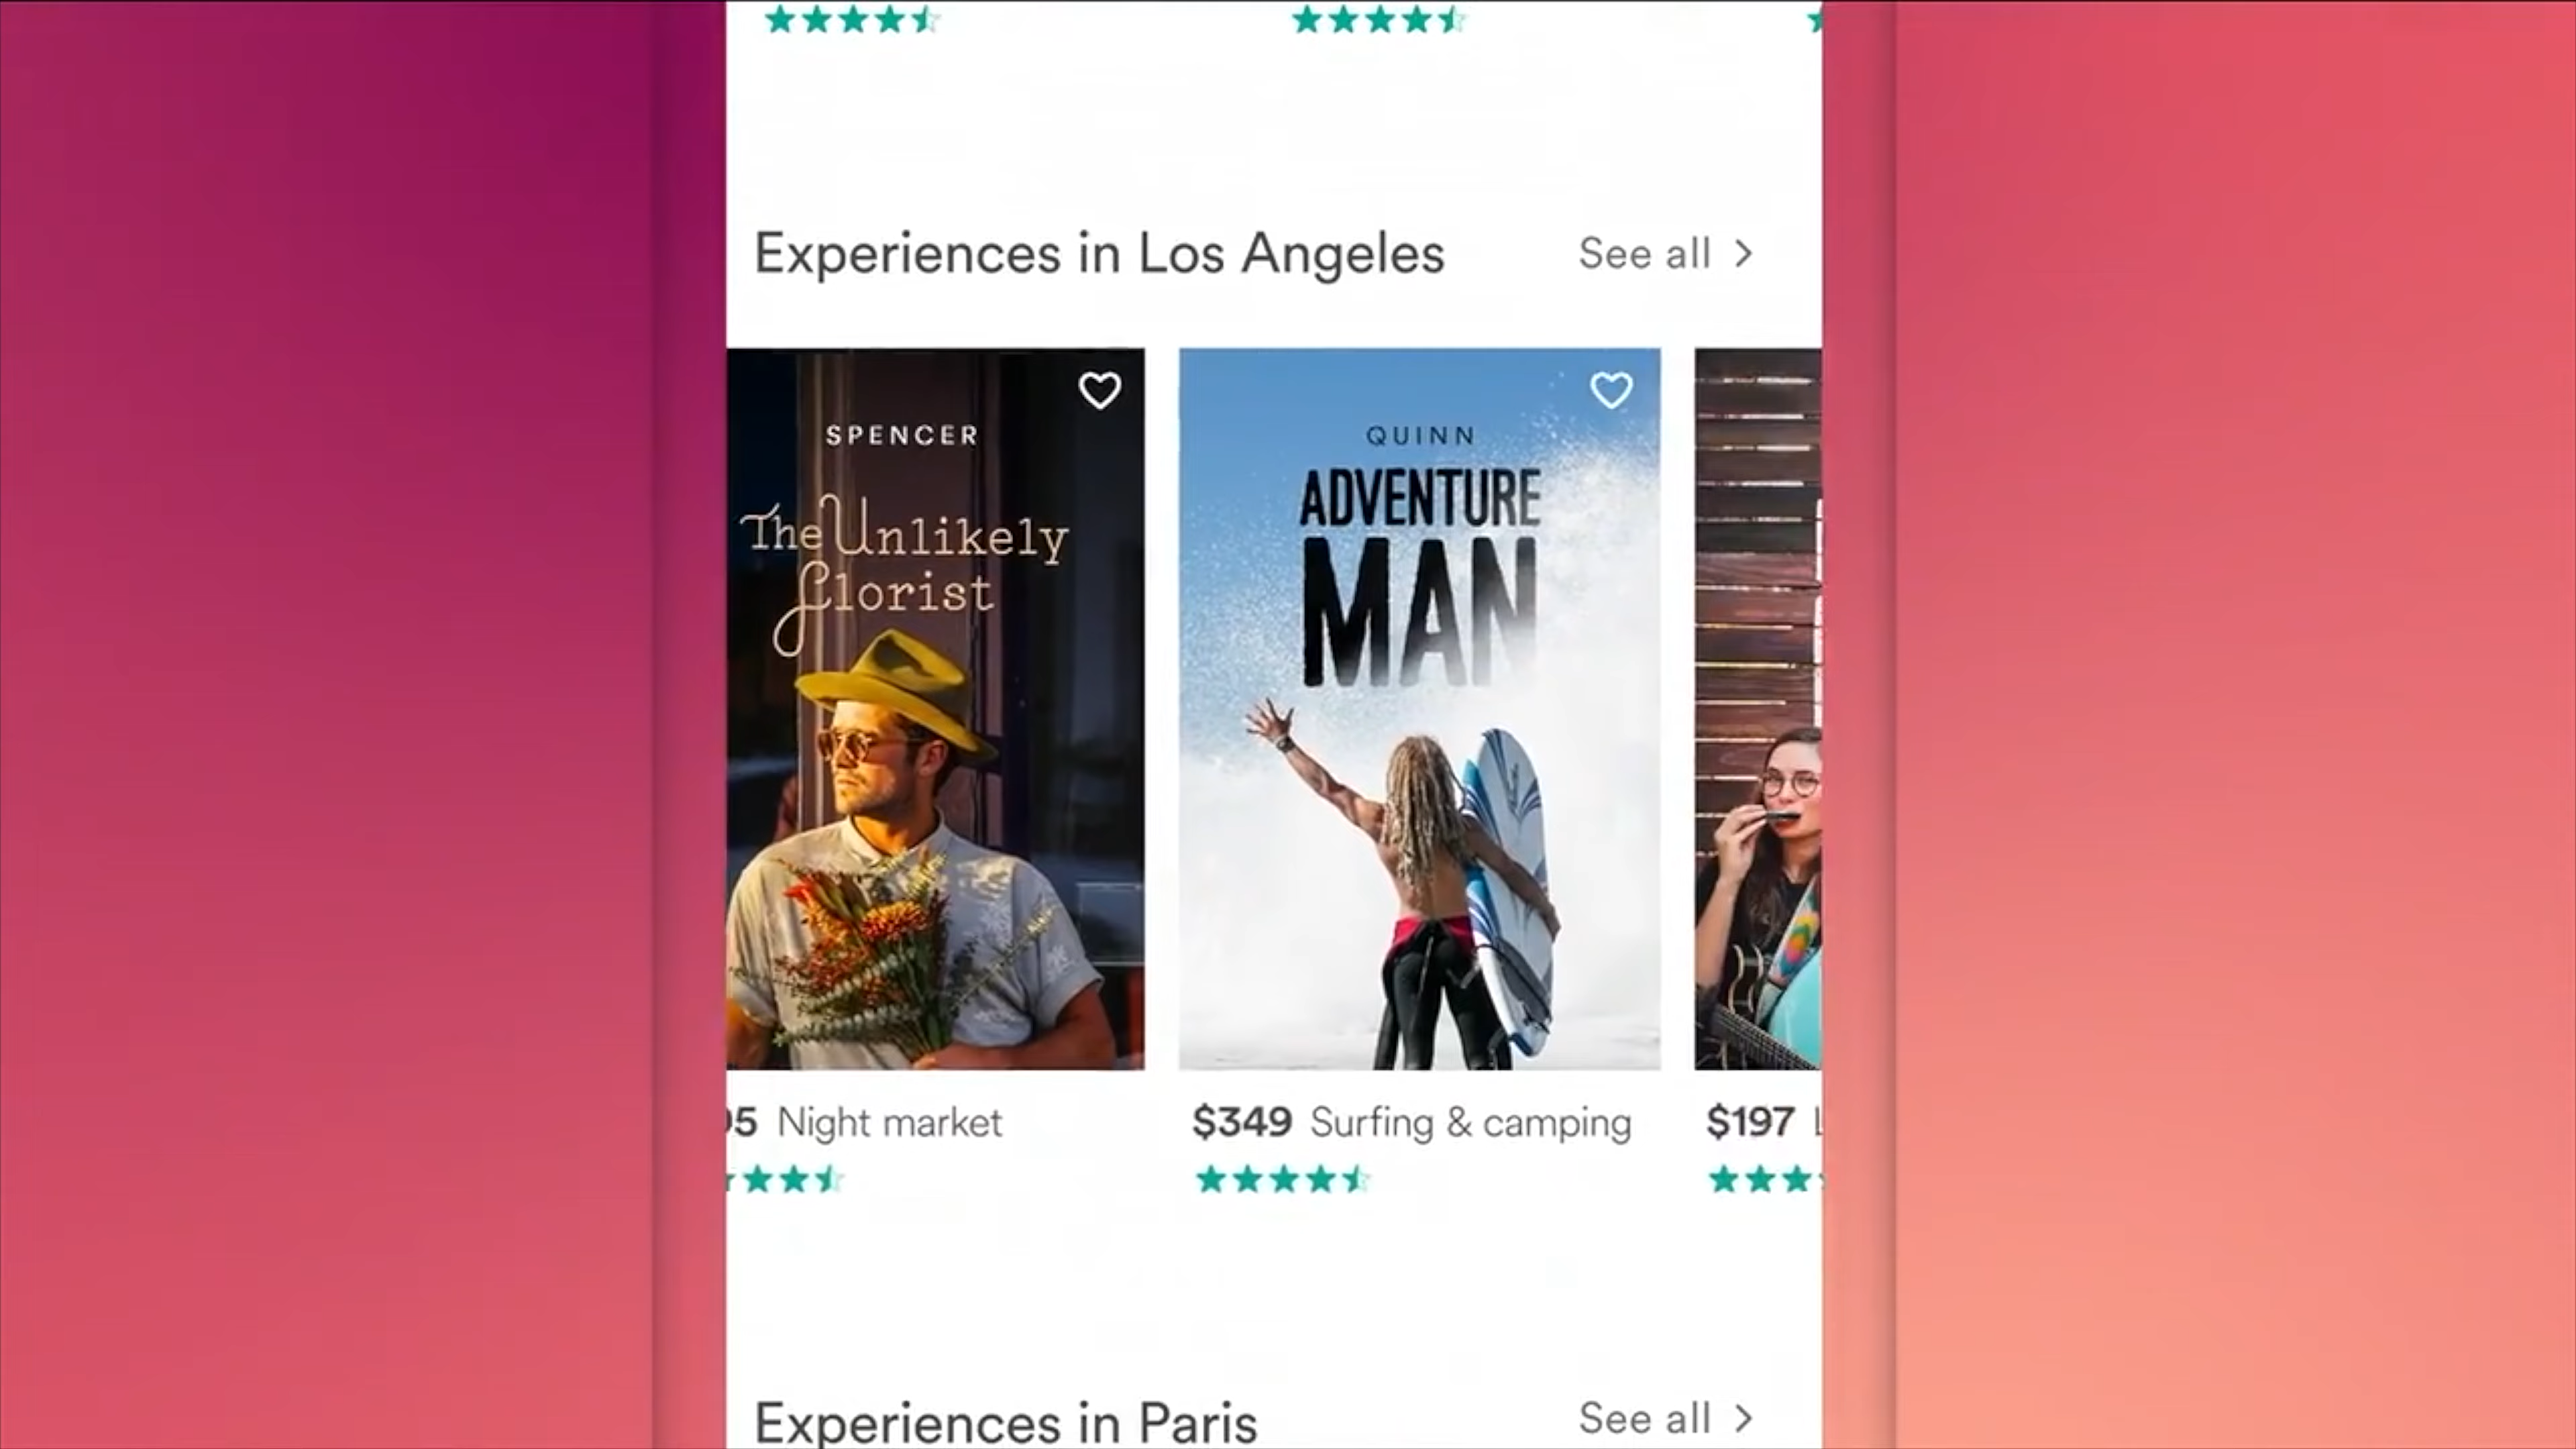 Experiences in Los Angeles
See all >
SPENCER
The Unlikely
Florist
QUINN
ADVENTURE
MAN
Night market
$349 Surfing & camping
$197
Experiences in Paris
See all >